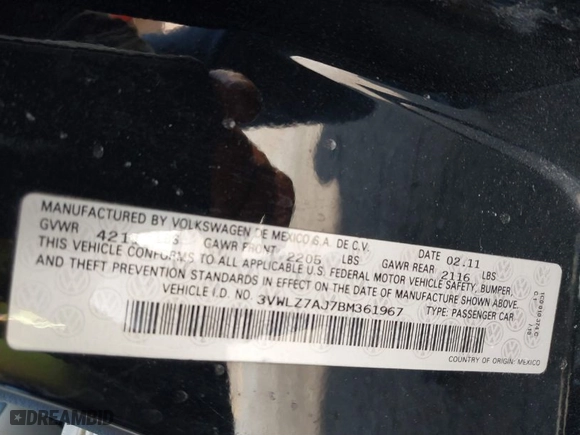 MANUFACTURED BY VOLKSWAGEN DE MEXICO S.A. DE C.V. DATE 02.11
GVWR LBS GAWR FRONT 2205 LBS GAWR REAR 2116 LBS
THIS VEHICLE CONFORMS TO ALL APPLICABLE U.S. FEDERAL MOTOR VEHICLE SAFETY, BUMPER,
AND THEFT PREVENTION STANDARDS IN EFFECT ON THE DATE OF MANUFACTURE SHOWN ABOVE.
VEHICLE I.D. NO. 3VWLZ7AJ7BM361967 TYPE: PASSENGER CAR
COUNTRY OF ORIGIN: MEXICO
DREAMBID